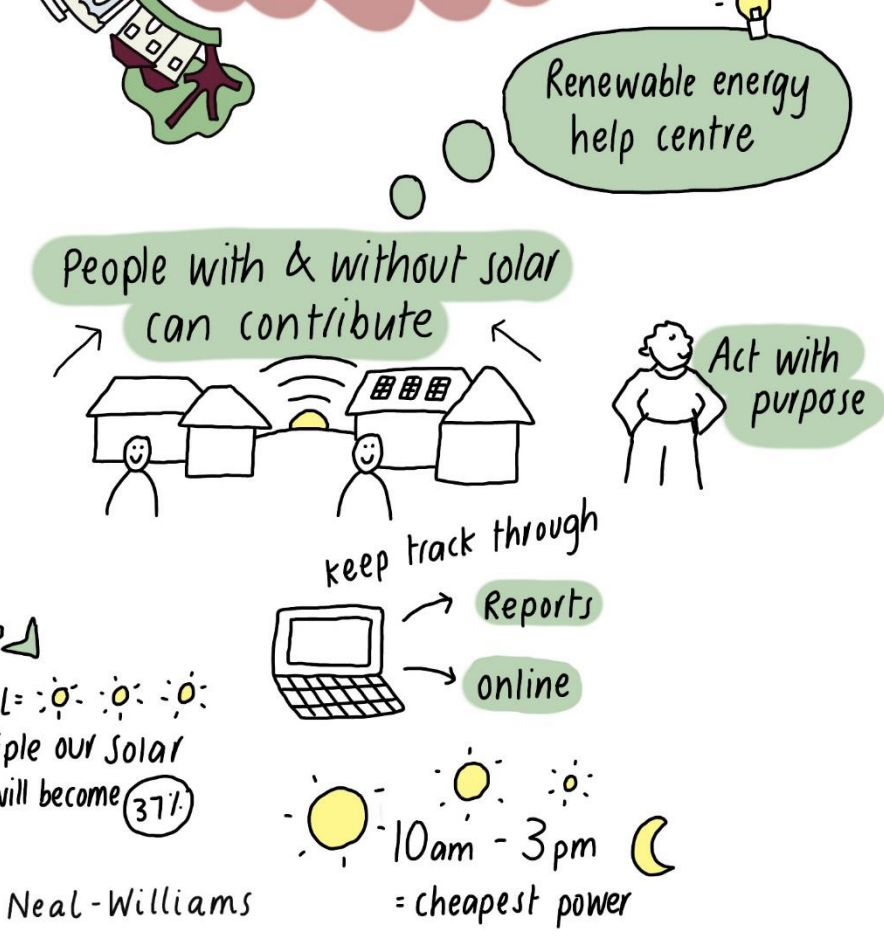 Renewable energy
help centre
People with & without solar
can contribute
Act with
purpose
keep track through
Reports
online
our solar
will become 37%
10am - 3pm
= cheapest power
Neal-Williams